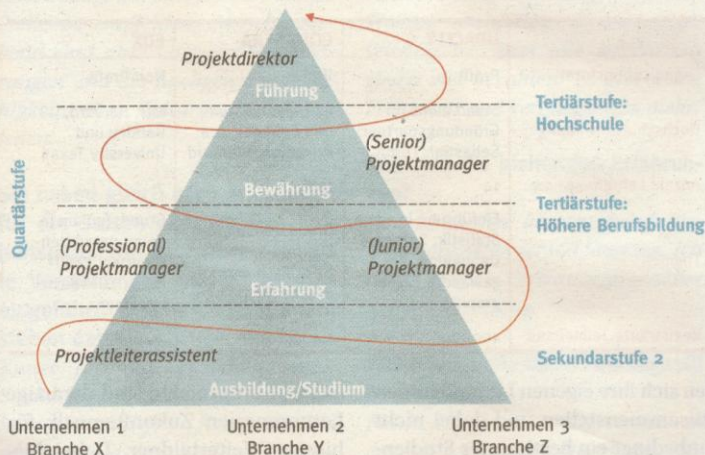 Projektdirektor
Führung
Tertiärstufe:
Hochschule
(Senior)
Projektmanager
Bewährung
Tertiärstufe:
Höhere Berufsbildung
Quartärstufe
(Professional)
Projektmanager
(Junior)
Projektmanager
Erfahrung
Projektleiterassistent
Sekundarstufe 2
Ausbildung/Studium
Unternehmen 1
Branche X
Unternehmen 2
Branche Y
Unternehmen 3
Branche Z